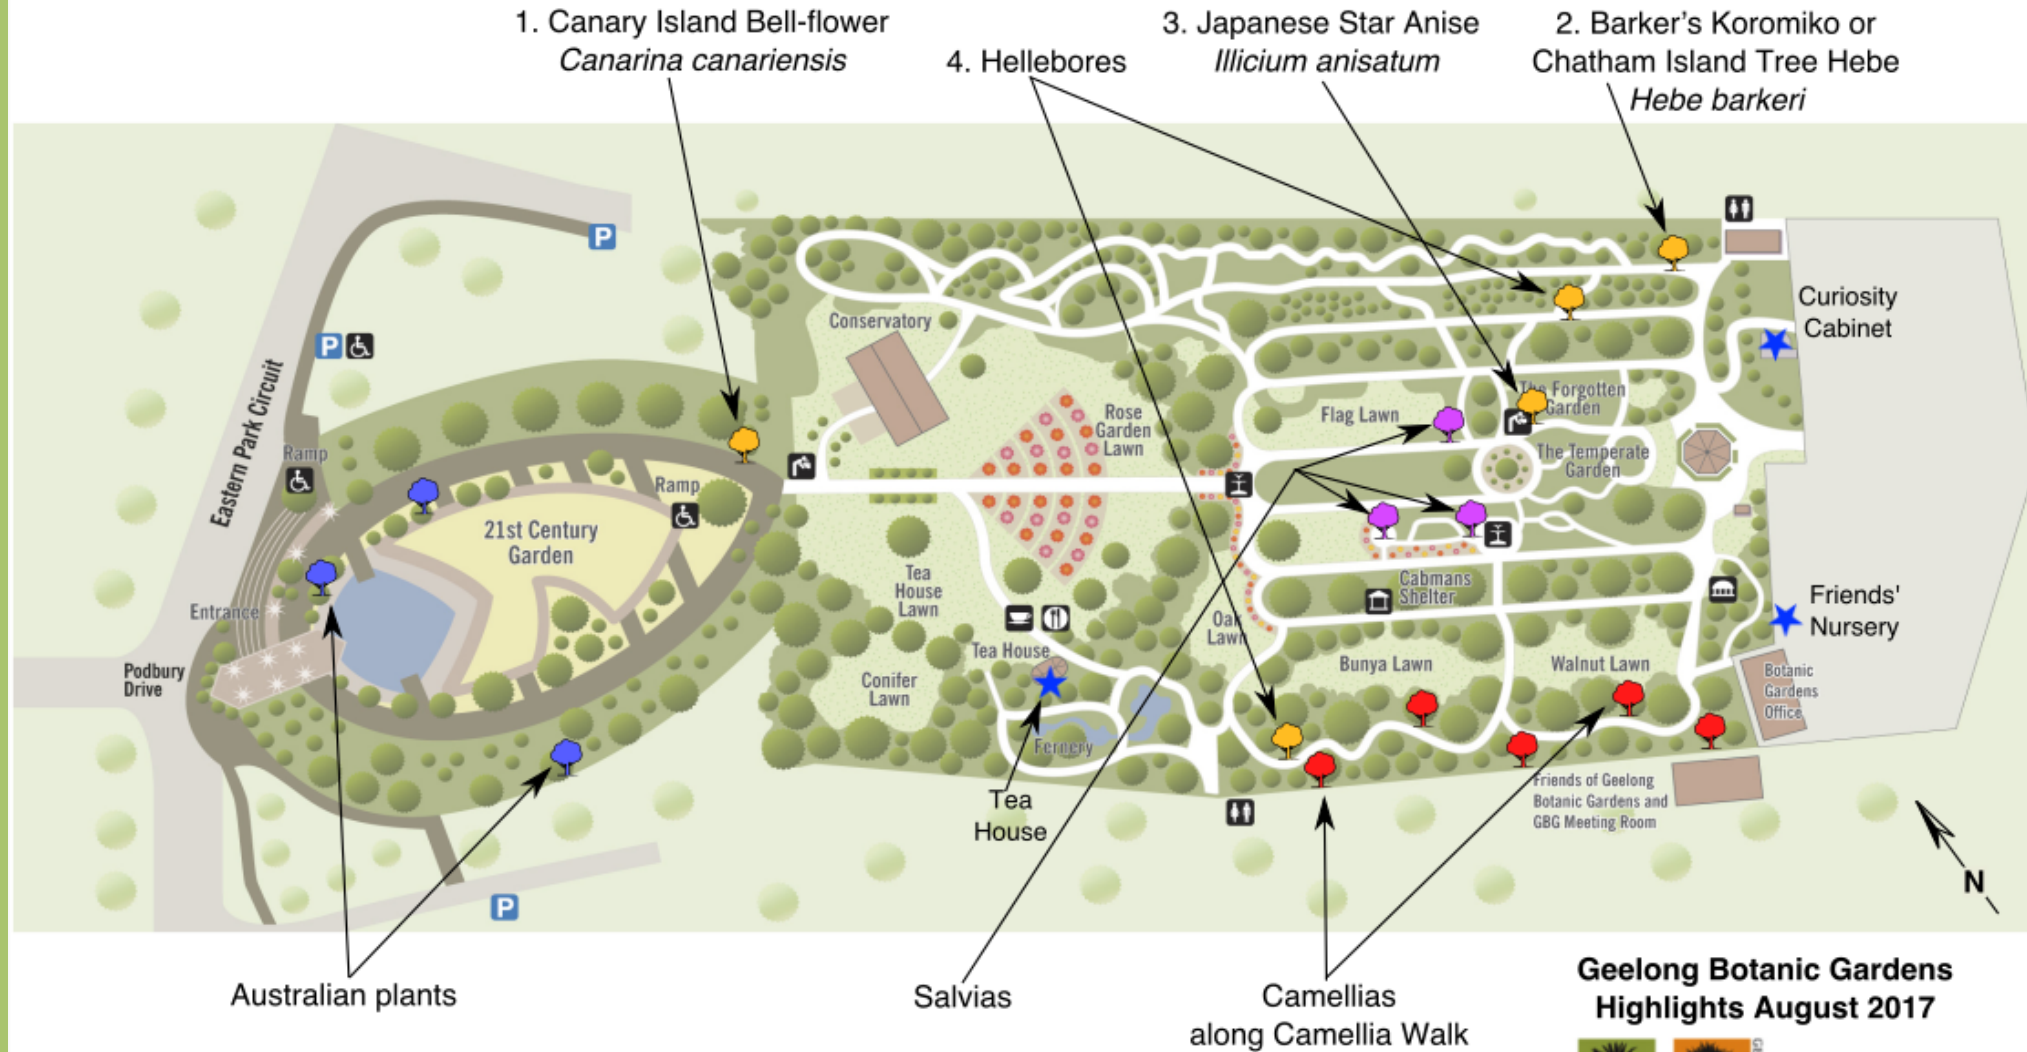 1. Canary Island Bell-flower
Canarina canariensis
4. Hellebores
3. Japanese Star Anise
Illicium anisatum
2. Barker's Koromiko or
Chatham Island Tree Hebe
Hebe barkeri
P
P
Eastern Park Circuit
Ramp
Ramp
21st Century
Garden
Entrance
Podbury
Drive
P
Conservatory
Rose
Garden
Lawn
Tea
House
Lawn
Conifer
Lawn
Tea House
Fernery
Tea
House
Oak
Lawn
Flag Lawn
The Forgotten
Garden
The Temperate
Garden
Cabmans
Shelter
Bunya Lawn
Walnut Lawn
Curiosity
Cabinet
Friends'
Nursery
Botanic
Gardens
Office
Friends of Geelong
Botanic Gardens and
GBG Meeting Room
N
Australian plants
Salvias
Camellias
along Camellia Walk
Geelong Botanic Gardens
Highlights August 2017